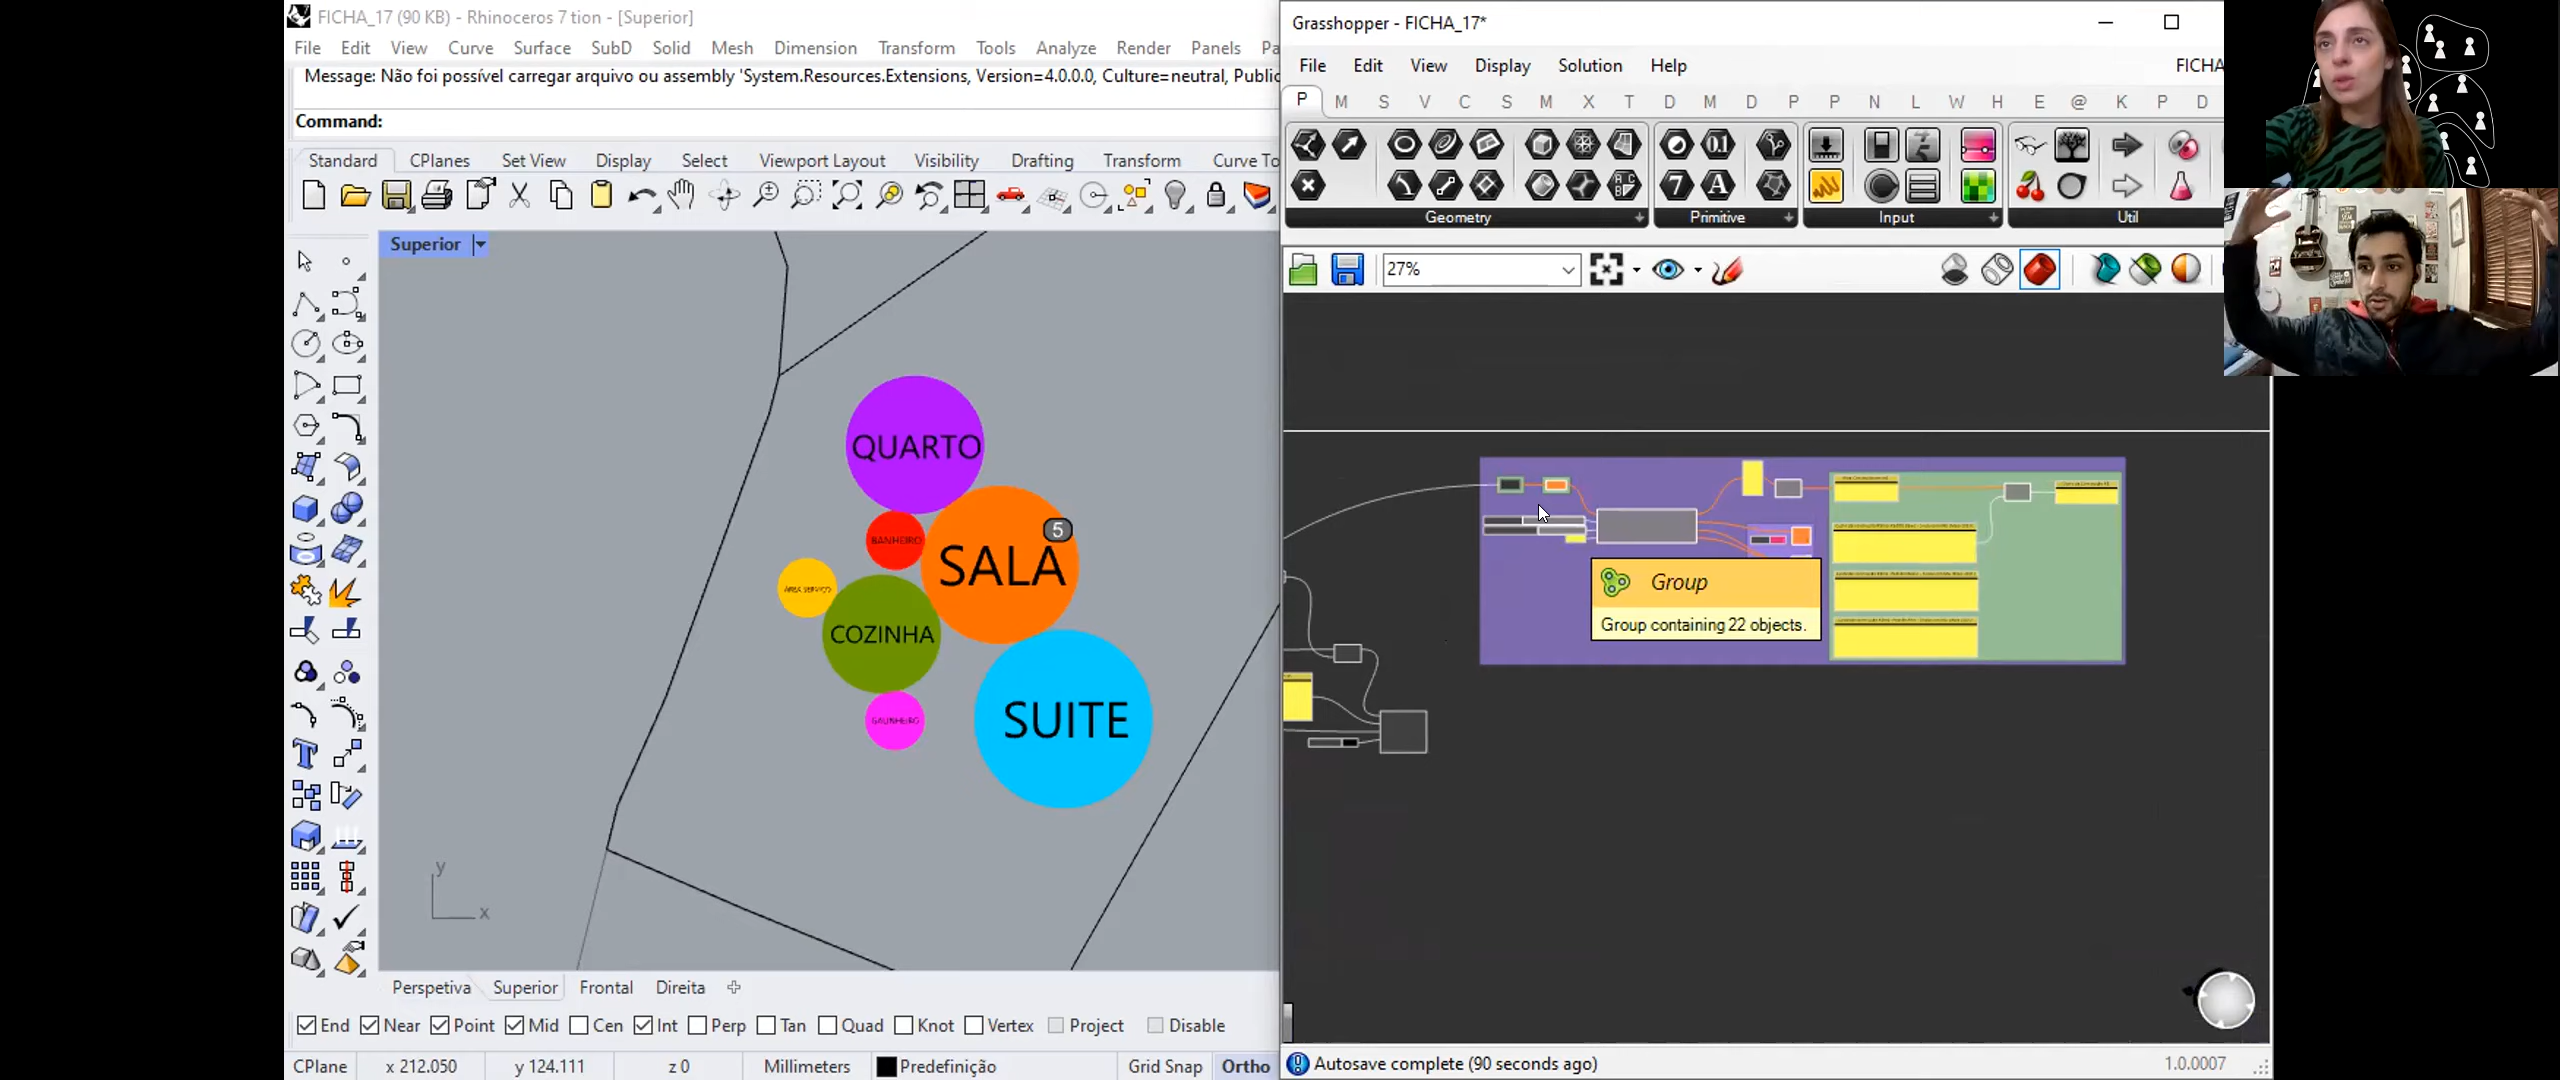 FICHA_17 (90 KB) - Rhinoceros 7 tion - [Superior]
File Edit View Curve Surface SubD Solid Mesh Dimension Transform Tools Analyze Render Panels Pa
Message: Não foi possível carregar arquivo ou assembly 'System.Resources.Extensions, Version=4.0.0.0, Culture=neutral, Public
Command:
Standard CPlanes Set View Display Select Viewport Layout Visibility Hidden Drafting Transform Curve To
Superior
QUARTO
BANHEIRO
5
SALA
COZINHA
SUITE
y
x
Perspetiva Superior Frontal Direita
End Near Point Mid Cen Int Perp Tan Quad Knot Vertex Project Disable
CPlane x 212.050 y 124.111 z 0 Millimeters Predefinição Grid Snap Ortho
Grasshopper - FICHA_17*
File Edit View Display Solution Help FICHA
P M S V C S M X T D M D P P N L W H E @ K P D
Geometry Primitive Input Util
27%
Group
Group containing 22 objects.
Autosave complete (90 seconds ago) 1.0.0007